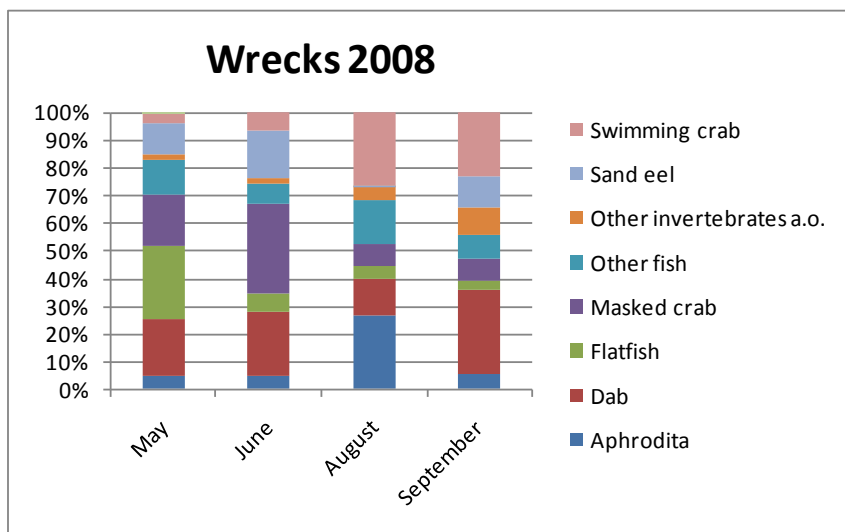 Wrecks 2008
100%
90%
80%
70%
60%
50%
40%
30%
20%
10%
0%
May
June
August
September
Swimming crab
Sand eel
Other invertebrates a.o.
Other fish
Masked crab
Flatfish
Dab
Aphrodita